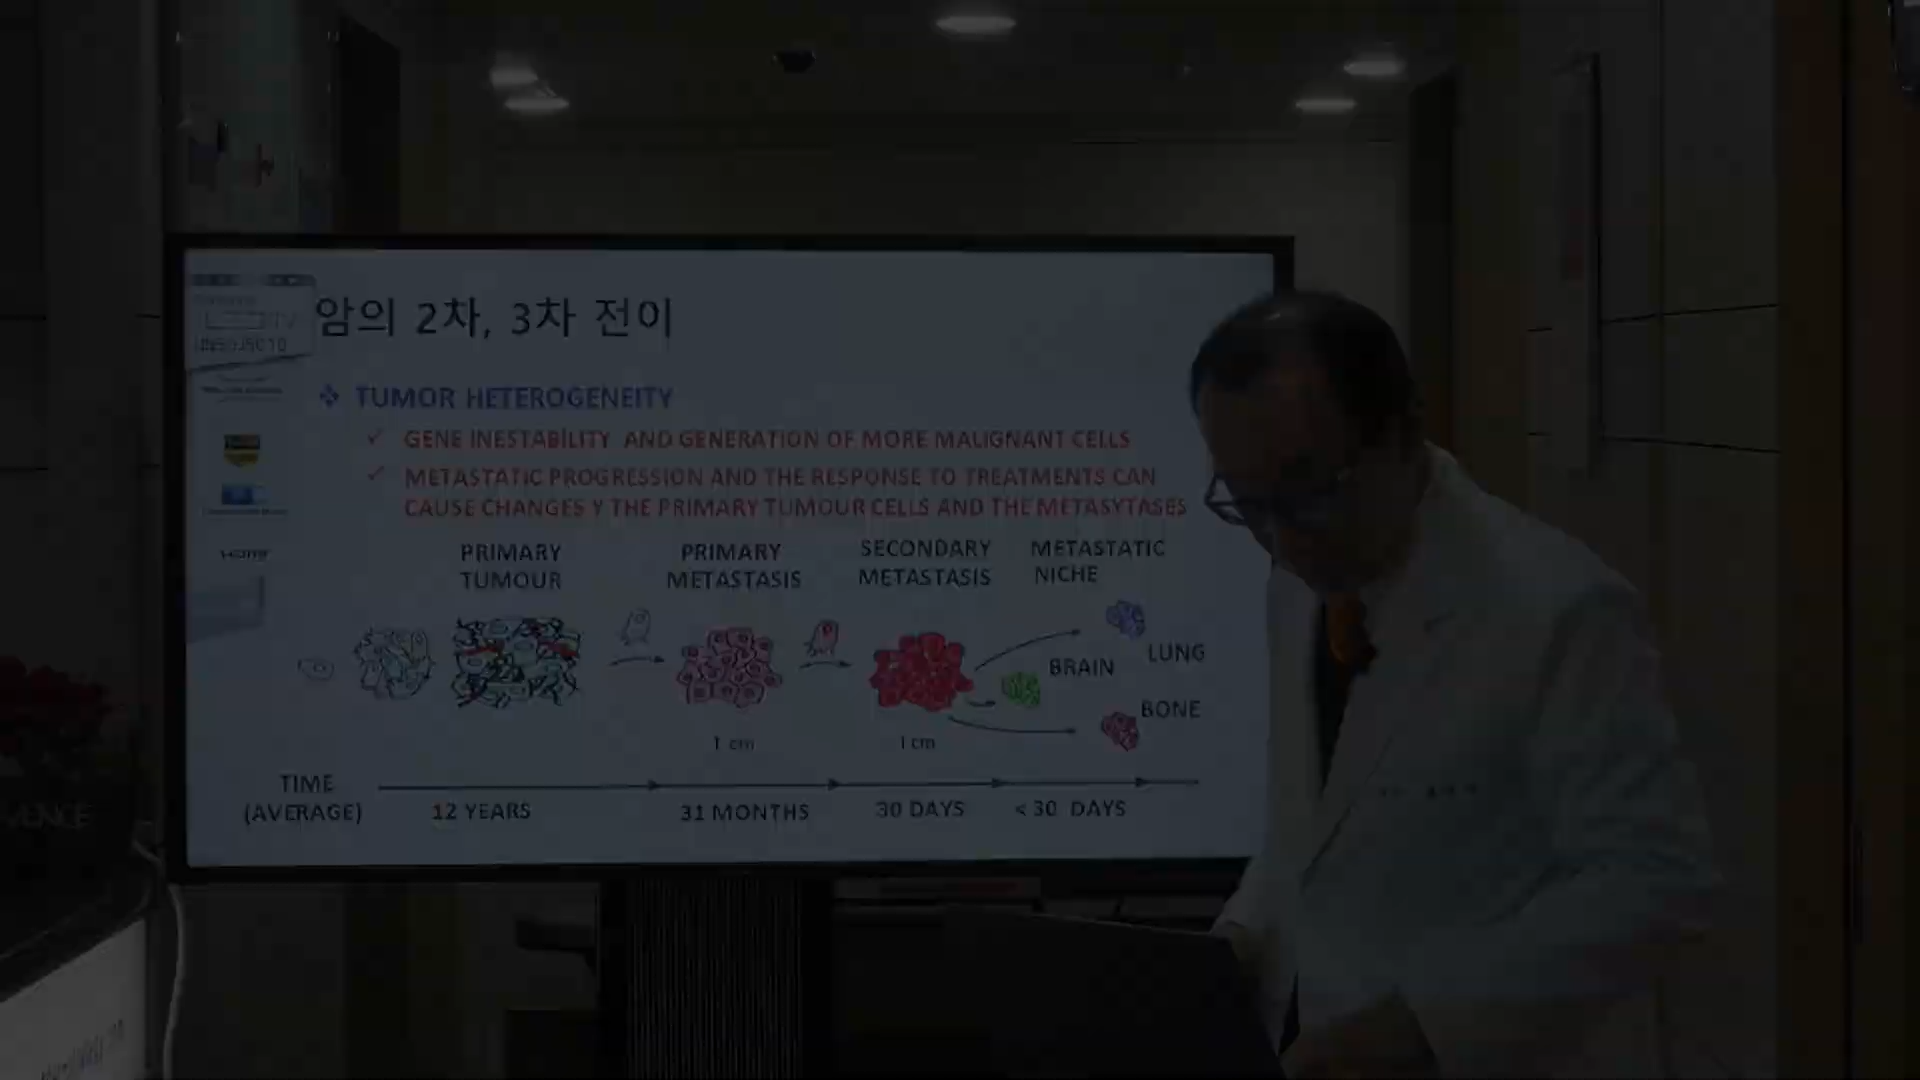 암의 2차, 3차 전이
TUMOR HETEROGENEITY
GENE INESTABILITY AND GENERATION OF MORE MALIGNANT CELLS
METASTATIC PROGRESSION AND THE RESPONSE TO TREATMENTS CAN
CAUSE CHANGES Y THE PRIMARY TUMOUR CELLS AND THE METASYTASES
PRIMARY
TUMOUR
PRIMARY
METASTASIS
SECONDARY
METASTASIS
METASTATIC
NICHE
LUNG
BRAIN
BONE
1 cm
1 cm
TIME
(AVERAGE)
12 YEARS
31 MONTHS
30 DAYS
< 30 DAYS